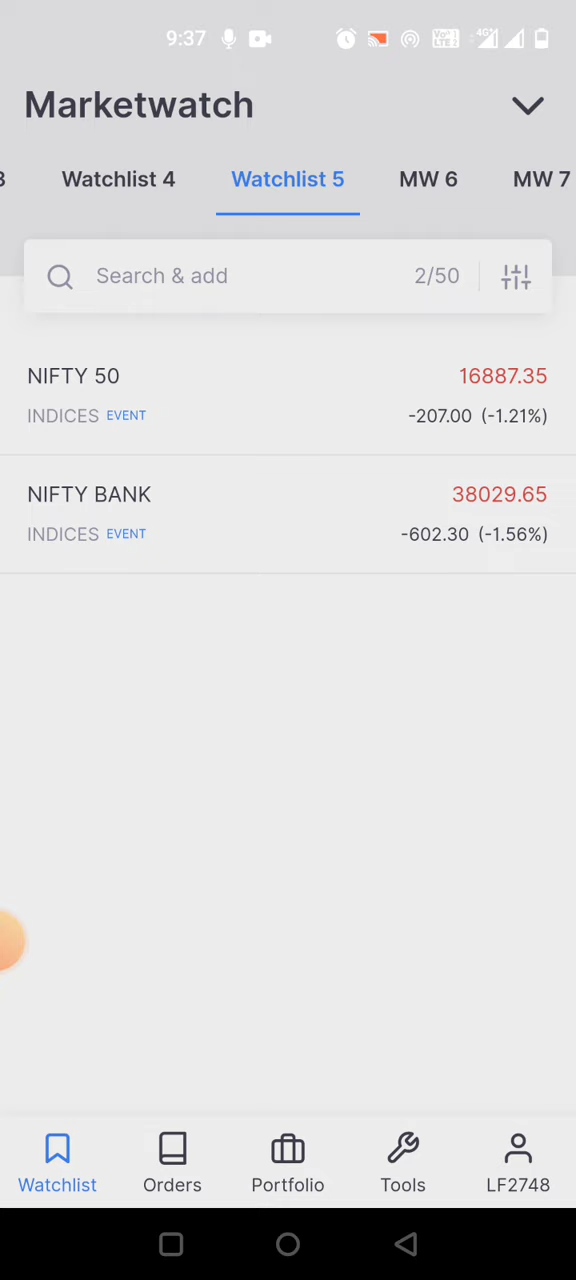 9:37
Marketwatch
3 Watchlist 4 Watchlist 5 MW 6 MW 7
Search & add 2/50
NIFTY 50 16887.35
INDICES EVENT -207.00 (-1.21%)
NIFTY BANK 38029.65
INDICES EVENT -602.30 (-1.56%)
Watchlist Orders Portfolio Tools LF2748